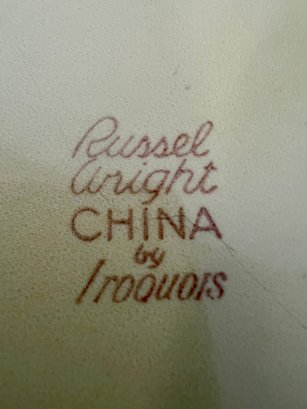 Russel
Wright
CHINA
by
Iroquois